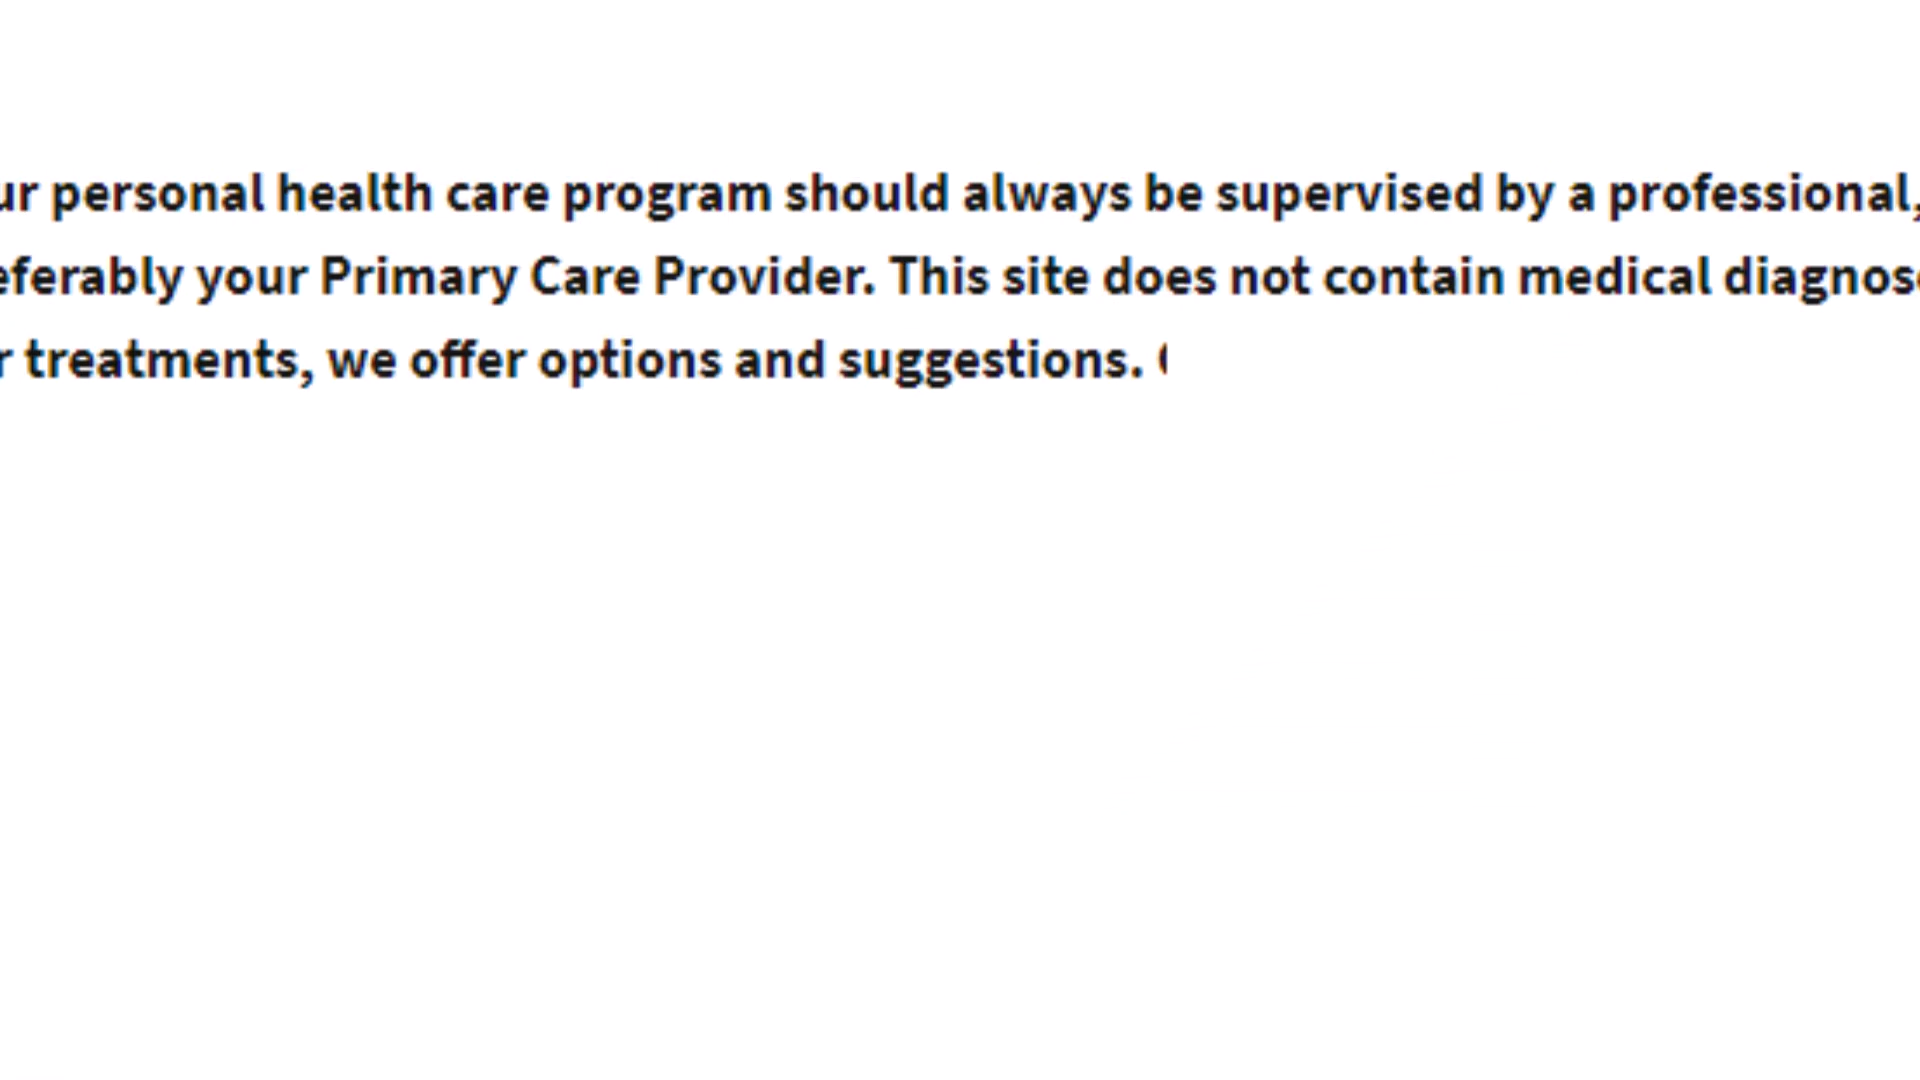 ur personal health care program should always be supervised by a professional,
eferably your Primary Care Provider. This site does not contain medical diagnos
r treatments, we offer options and suggestions.